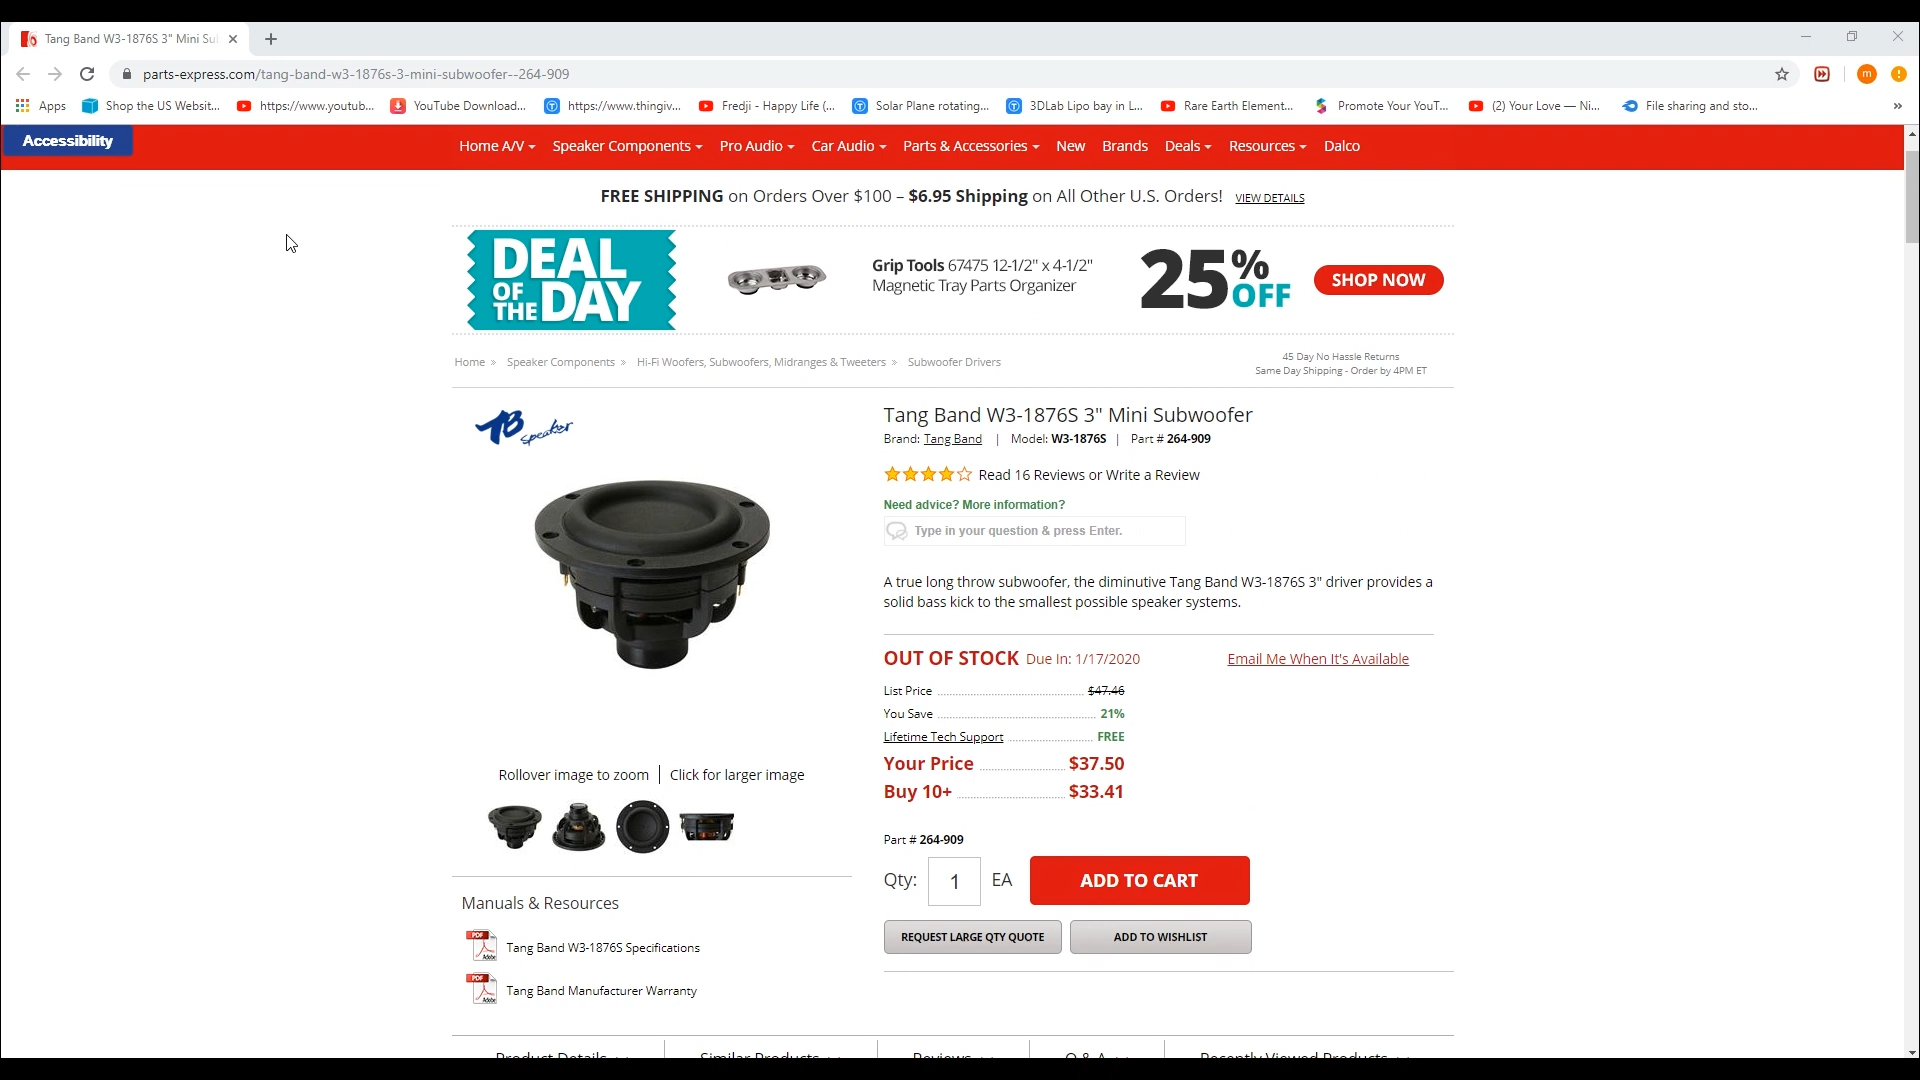 Tang Band W3-1876S 3" Mini Su
parts-express.com/tang-band-w3-1876s-3-mini-subwoofer--264-909
m
Apps
Shop the US Websit...
https://www.youtub...
YouTube Download...
https://www.thingiv...
Fredji - Happy Life (...
Solar Plane rotating...
3DLab Lipo bay in L...
Rare Earth Element...
Promote Your YouT...
(2) Your Love — Ni...
File sharing and sto...
»
Accessibility
Home A/V
Speaker Components
Pro Audio
Car Audio
Parts & Accessories
New
Brands
Deals
Resources
Dalco
FREE SHIPPING on Orders Over $100 – $6.95 Shipping on All Other U.S. Orders! VIEW DETAILS
DEAL
OF THE DAY
Grip Tools 67475 12-1/2" x 4-1/2"
Magnetic Tray Parts Organizer
25% OFF
SHOP NOW
Home » Speaker Components » Hi-Fi Woofers, Subwoofers, Midranges & Tweeters » Subwoofer Drivers
45 Day No Hassle Returns
Same Day Shipping - Order by 4PM ET
TB Speaker
Tang Band W3-1876S 3" Mini Subwoofer
Brand: Tang Band | Model: W3-1876S | Part # 264-909
Read 16 Reviews or Write a Review
Need advice? More information?
Type in your question & press Enter.
A true long throw subwoofer, the diminutive Tang Band W3-1876S 3" driver provides a
solid bass kick to the smallest possible speaker systems.
OUT OF STOCK Due In: 1/17/2020
Email Me When It's Available
List Price $47.46
You Save 21%
Lifetime Tech Support FREE
Your Price $37.50
Buy 10+ $33.41
Rollover image to zoom | Click for larger image
Part # 264-909
Qty: 1 EA
ADD TO CART
REQUEST LARGE QTY QUOTE
ADD TO WISHLIST
Manuals & Resources
PDF Adobe
Tang Band W3-1876S Specifications
PDF Adobe
Tang Band Manufacturer Warranty
Product Details
Similar Products
Reviews
Q & A
Recently Viewed Products